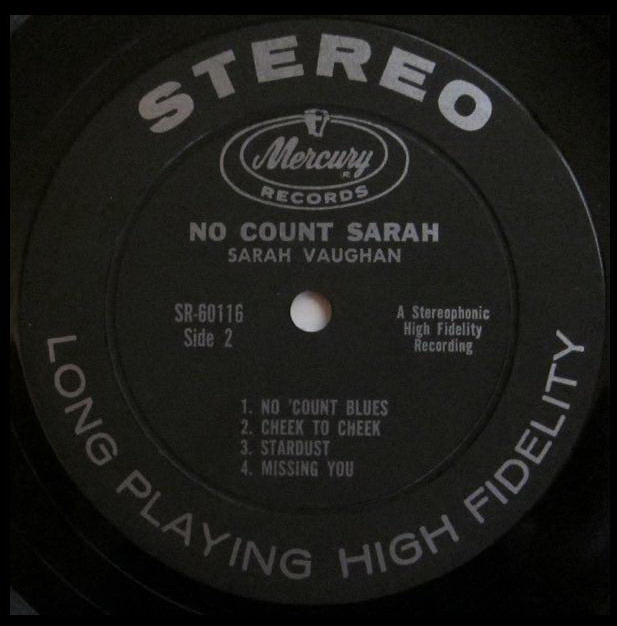 STEREO
Mercury
R
RECORDS
NO COUNT SARAH
SARAH VAUGHAN
SR-60116
Side 2
A Stereophonic
High Fidelity
Recording
1. NO 'COUNT BLUES
2. CHEEK TO CHEEK
3. STARDUST
4. MISSING YOU
LONG PLAYING HIGH FIDELITY